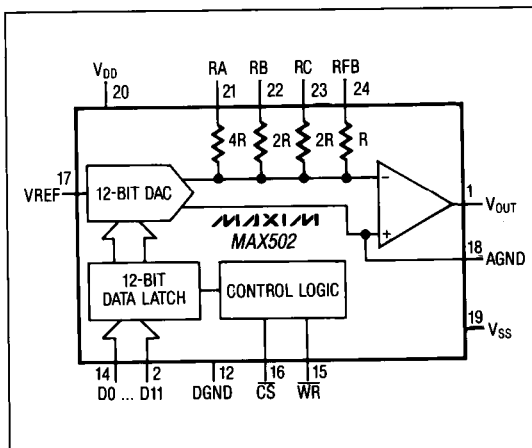 VDD
20
RA
21
RB
22
RC
23
RFB
24
4R
2R
2R
R
17
VREF
12-BIT DAC
−
+
1
VOUT
MAXIM
MAX502
18
AGND
12-BIT
DATA LATCH
CONTROL LOGIC
19
VSS
14
2
12
16
15
D0 ... D11
DGND
CS
WR